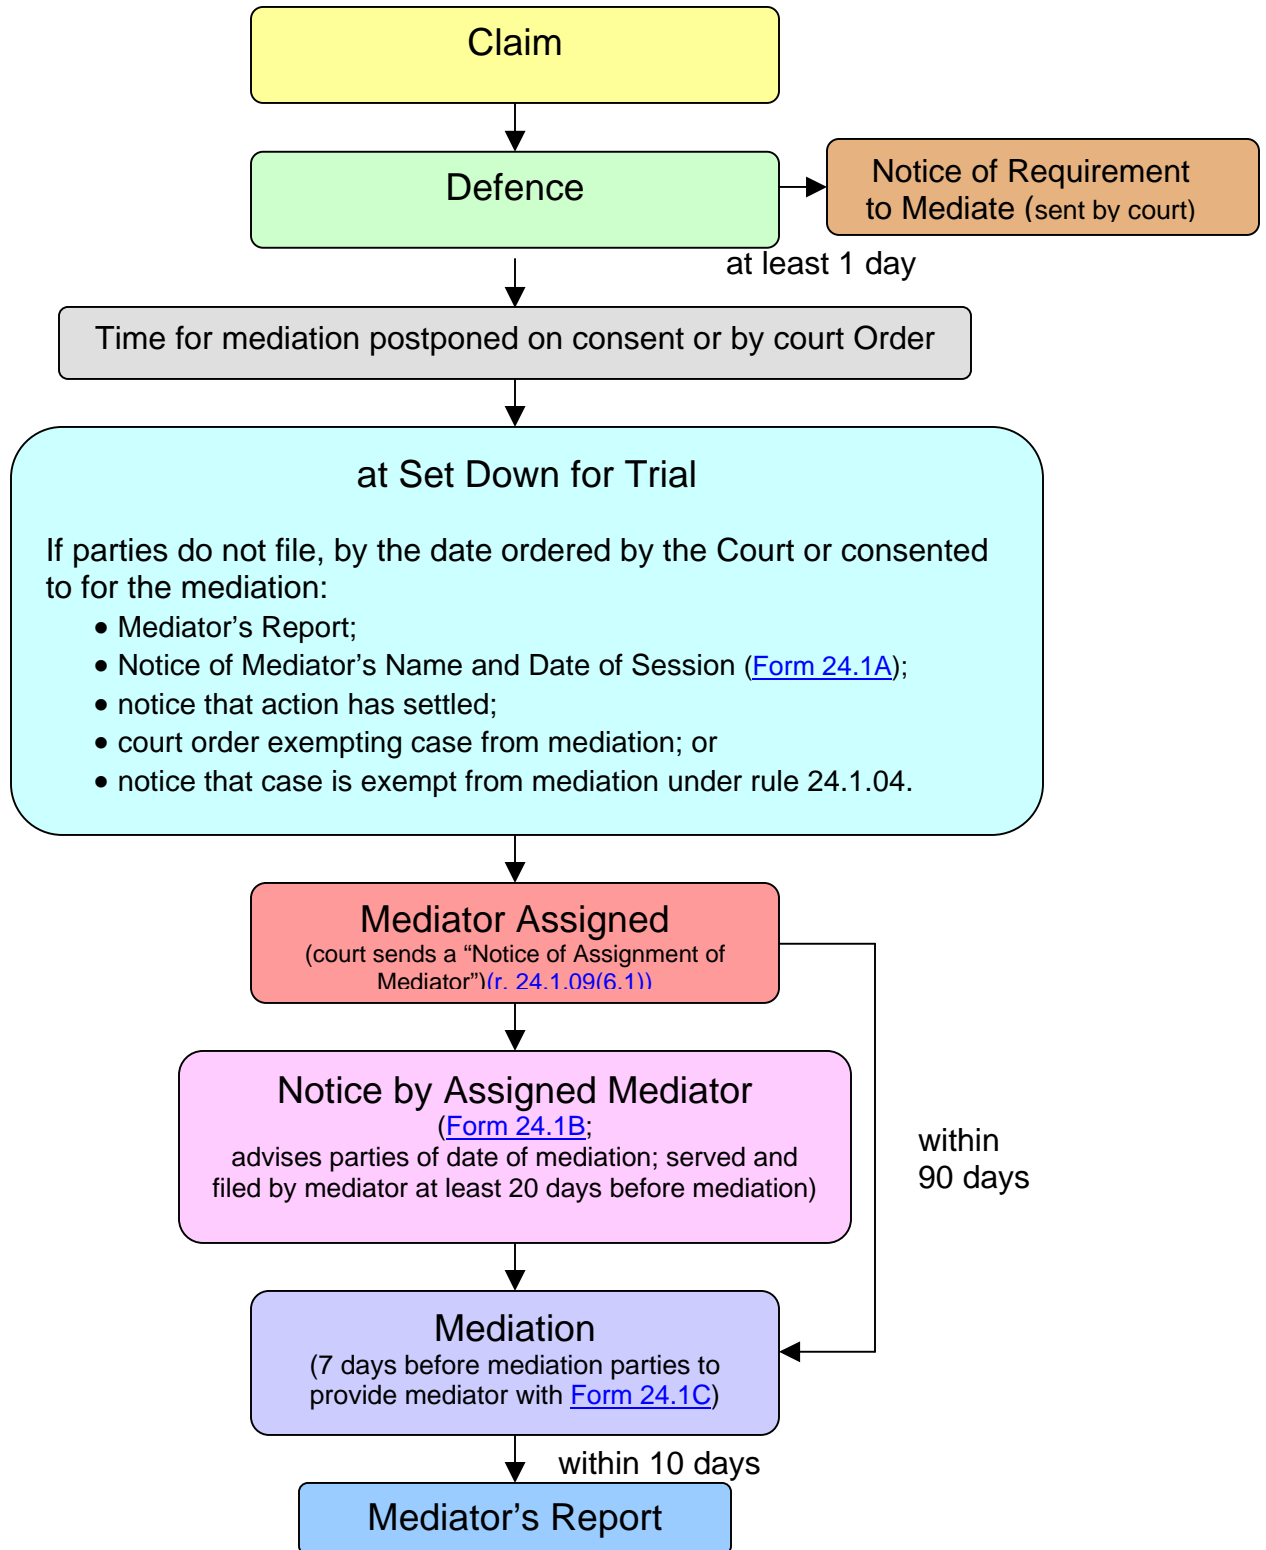 Claim
Defence
Notice of Requirement
to Mediate (sent by court)
at least 1 day
Time for mediation postponed on consent or by court Order
at Set Down for Trial
If parties do not file, by the date ordered by the Court or consented
to for the mediation:
• Mediator’s Report;
• Notice of Mediator’s Name and Date of Session (Form 24.1A);
• notice that action has settled;
• court order exempting case from mediation; or
• notice that case is exempt from mediation under rule 24.1.04.
Mediator Assigned
(court sends a “Notice of Assignment of
Mediator”)(r. 24.1.09(6.1))
Notice by Assigned Mediator
(Form 24.1B;
advises parties of date of mediation; served and
filed by mediator at least 20 days before mediation)
within
90 days
Mediation
(7 days before mediation parties to
provide mediator with Form 24.1C)
within 10 days
Mediator’s Report